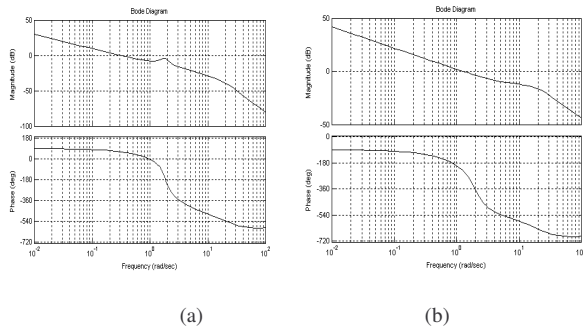 Bode Diagram
50
0
-50
-100
Magnitude (dB)
180
0
-180
-360
-540
-720
Phase (deg)
10^-2
10^-1
10^0
10^1
10^2
Frequency (rad/sec)
(a)
Bode Diagram
50
0
-50
Magnitude (dB)
0
-180
-360
-540
-720
Phase (deg)
10^-2
10^-1
10^0
10^1
10
Frequency (rad/sec)
(b)